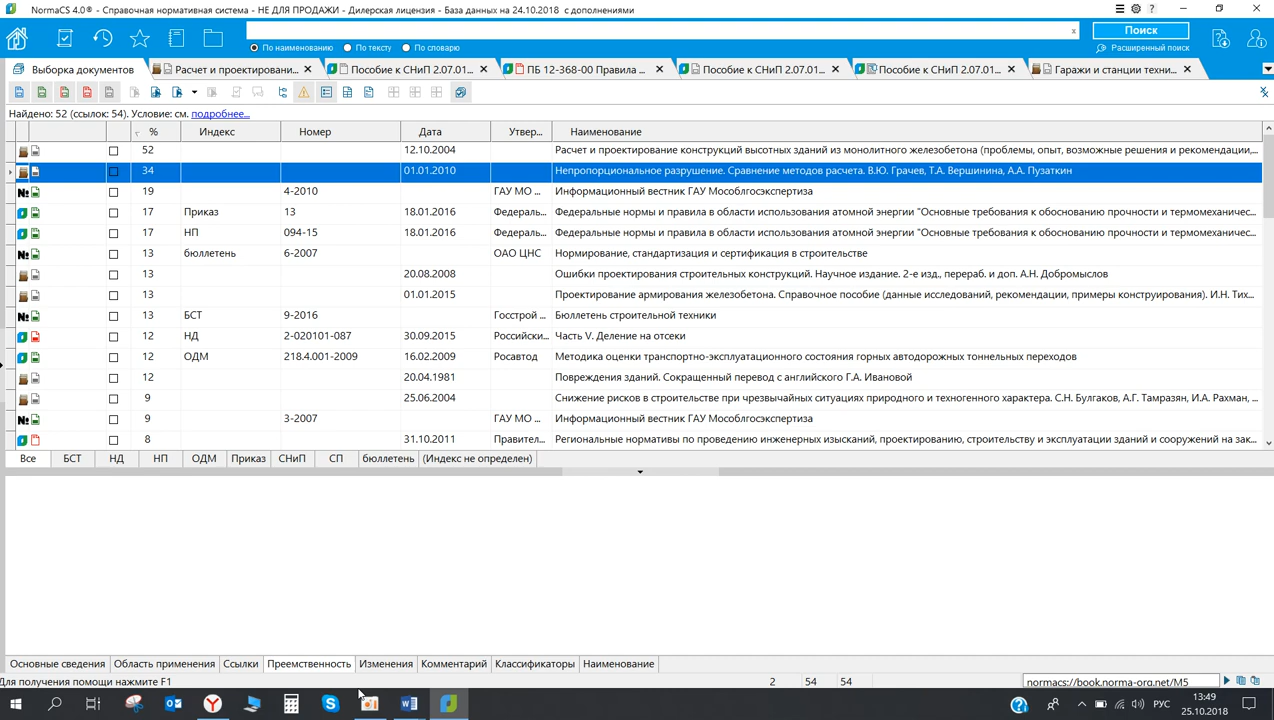 NormaCS 4.0® - Справочная нормативная система - НЕ ДЛЯ ПРОДАЖИ - Дилерская лицензия - База данных на 24.10.2018 с дополнениями
x
Поиск
По наименованию По тексту По словарю
Расширенный поиск
Выборка документов Расчет и проектировани... Пособие к СНиП 2.07.01... ПБ 12-368-00 Правила ... Пособие к СНиП 2.07.01... Пособие к СНиП 2.07.01... Гаражи и станции техни...
Найдено: 52 (ссылок: 54). Условие: см. подробнее...
% Индекс Номер Дата Утвер... Наименование
52 12.10.2004 Расчет и проектирование конструкций высотных зданий из монолитного железобетона (проблемы, опыт, возможные решения и рекомендации,...
34 01.01.2010 Непропорциональное разрушение. Сравнение методов расчета. В.Ю. Грачев, Т.А. Вершинина, А.А. Пузаткин
№ 19 4-2010 ГАУ МО ... Информационный вестник ГАУ Мособлгосэкспертиза
17 Приказ 13 18.01.2016 Федераль... Федеральные нормы и правила в области использования атомной энергии "Основные требования к обоснованию прочности и термомеханичес...
17 НП 094-15 18.01.2016 Федераль... Федеральные нормы и правила в области использования атомной энергии "Основные требования к обоснованию прочности и термомеханичес...
№ 13 бюллетень 6-2007 ОАО ЦНС Нормирование, стандартизация и сертификация в строительстве
13 20.08.2008 Ошибки проектирования строительных конструкций. Научное издание. 2-е изд., перераб. и доп. А.Н. Добромыслов
13 01.01.2015 Проектирование армирования железобетона. Справочное пособие (данные исследований, рекомендации, примеры конструирования). И.Н. Тих...
№ 13 БСТ 9-2016 Госстрой ... Бюллетень строительной техники
12 НД 2-020101-087 30.09.2015 Российски... Часть V. Деление на отсеки
12 ОДМ 218.4.001-2009 16.02.2009 Росавтод Методика оценки транспортно-эксплуатационного состояния горных автодорожных тоннельных переходов
12 20.04.1981 Повреждения зданий. Сокращенный перевод с английского Г.А. Ивановой
9 25.06.2004 Снижение рисков в строительстве при чрезвычайных ситуациях природного и техногенного характера. С.Н. Булгаков, А.Г. Тамразян, И.А. Рахман, ...
№ 9 3-2007 ГАУ МО ... Информационный вестник ГАУ Мособлгосэкспертиза
8 31.10.2011 Правител... Региональные нормативы по проведению инженерных изысканий, проектированию, строительству и эксплуатации зданий и сооружений на зак...
Все БСТ НД НП ОДМ Приказ СНиП СП бюллетень (Индекс не определен)
Основные сведения Область применения Ссылки Преемственность Изменения Комментарий Классификаторы Наименование
Для получения помощи нажмите F1 2 54 54 normacs://book.norma-org.net/M5
РУС 13:49
25.10.2018